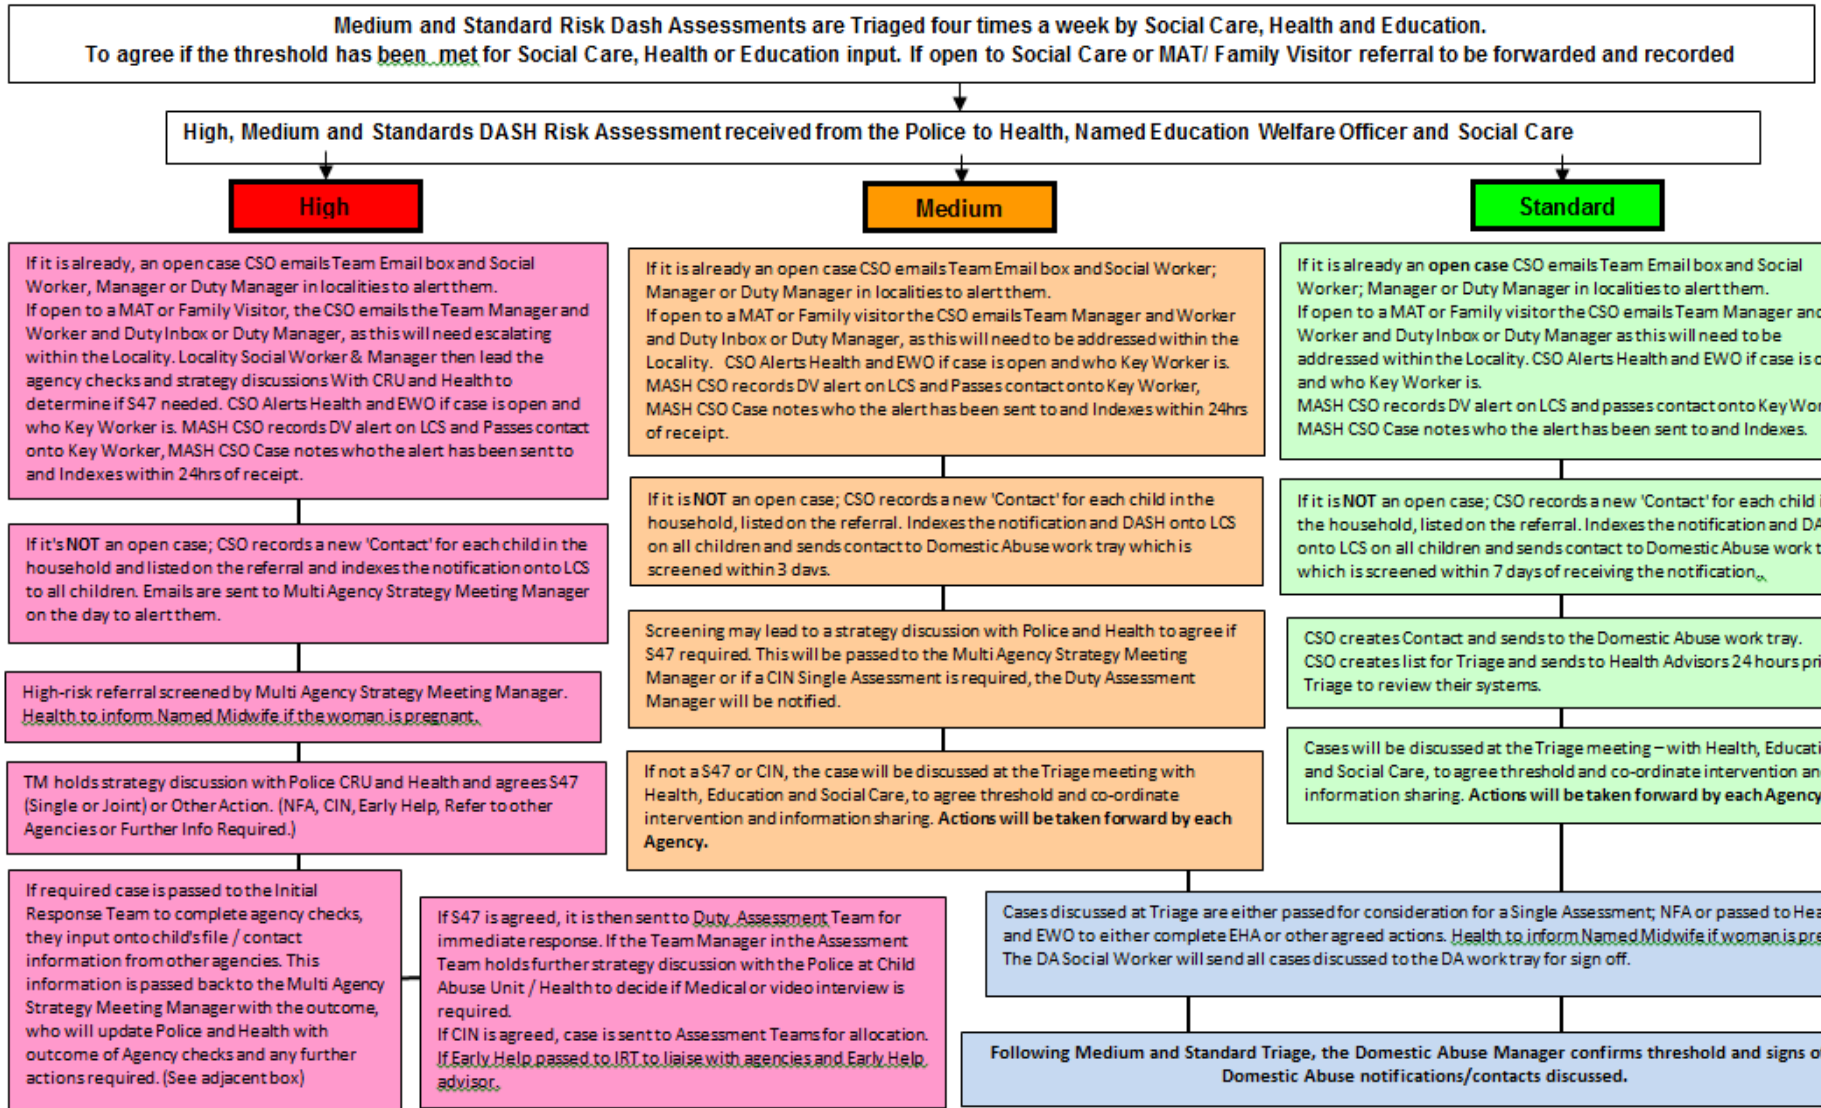 Medium and Standard Risk Dash Assessments are Triaged four times a week by Social Care, Health and Education.
To agree if the threshold has been met for Social Care, Health or Education input. If open to Social Care or MAT/ Family Visitor referral to be forwarded and recorded
High, Medium and Standards DASH Risk Assessment received from the Police to Health, Named Education Welfare Officer and Social Care
High
If it is already, an open case CSO emails Team Email box and Social
Worker, Manager or Duty Manager in localities to alert them.
If open to a MAT or Family Visitor, the CSO emails the Team Manager and
Worker and Duty Inbox or Duty Manager, as this will need escalating
within the Locality. Locality Social Worker & Manager then lead the
agency checks and strategy discussions With CRU and Health to
determine if S47 needed. CSO Alerts Health and EWO if case is open and
who Key Worker is. MASH CSO records DV alert on LCS and Passes contact
onto Key Worker, MASH CSO Case notes who the alert has been sent to
and Indexes within 24hrs of receipt.
If it's NOT an open case; CSO records a new 'Contact' for each child in the
household and listed on the referral and indexes the notification onto LCS
to all children. Emails are sent to Multi Agency Strategy Meeting Manager
on the day to alert them.
High-risk referral screened by Multi Agency Strategy Meeting Manager.
Health to inform Named Midwife if the woman is pregnant.
TM holds strategy discussion with Police CRU and Health and agrees S47
(Single or Joint) or Other Action. (NFA, CIN, Early Help, Refer to other
Agencies or Further Info Required.)
If required case is passed to the Initial
Response Team to complete agency checks,
they input onto child's file / contact
information from other agencies. This
information is passed back to the Multi Agency
Strategy Meeting Manager with the outcome,
who will update Police and Health with
outcome of Agency checks and any further
actions required. (See adjacent box)
If S47 is agreed, it is then sent to Duty Assessment Team for
immediate response. If the Team Manager in the Assessment
Team holds further strategy discussion with the Police at Child
Abuse Unit / Health to decide if Medical or video interview is
required.
If CIN is agreed, case is sent to Assessment Teams for allocation.
If Early Help passed to IRT to liaise with agencies and Early Help
advisor.
Medium
If it is already an open case CSO emails Team Email box and Social Worker;
Manager or Duty Manager in localities to alert them.
If open to a MAT or Family visitor the CSO emails Team Manager and Worker
and Duty Inbox or Duty Manager, as this will need to be addressed within the
Locality. CSO Alerts Health and EWO if case is open and who Key Worker is.
MASH CSO records DV alert on LCS and Passes contact onto Key Worker,
MASH CSO Case notes who the alert has been sent to and Indexes within 24hrs
of receipt.
If it is NOT an open case; CSO records a new 'Contact' for each child in the
household, listed on the referral. Indexes the notification and DASH onto LCS
on all children and sends contact to Domestic Abuse work tray which is
screened within 3 days.
Screening may lead to a strategy discussion with Police and Health to agree if
S47 required. This will be passed to the Multi Agency Strategy Meeting
Manager or if a CIN Single Assessment is required, the Duty Assessment
Manager will be notified.
If not a S47 or CIN, the case will be discussed at the Triage meeting with
Health, Education and Social Care, to agree threshold and co-ordinate
intervention and information sharing. Actions will be taken forward by each
Agency.
Standard
If it is already an open case CSO emails Team Email box and Social
Worker; Manager or Duty Manager in localities to alert them.
If open to a MAT or Family visitor the CSO emails Team Manager and
Worker and Duty Inbox or Duty Manager as this will need to be
addressed within the Locality. CSO Alerts Health and EWO if case is
and who Key Worker is.
MASH CSO records DV alert on LCS and passes contact onto Key
MASH CSO Case notes who the alert has been sent to and Indexes.
If it is NOT an open case; CSO records a new 'Contact' for each child
the household, listed on the referral. Indexes the notification and
onto LCS on all children and sends contact to Domestic Abuse work
which is screened within 7 days of receiving the notification.,
CSO creates Contact and sends to the Domestic Abuse work tray.
CSO creates list for Triage and sends to Health Advisors 24 hours
Triage to review their systems.
Cases will be discussed at the Triage meeting – with Health,
and Social Care, to agree threshold and co-ordinate intervention
information sharing. Actions will be taken forward by each Agency
Cases discussed at Triage are either passed for consideration for a Single Assessment; NFA or passed to
and EWO to either complete EHA or other agreed actions. Health to inform Named Midwife if woman is
The DA Social Worker will send all cases discussed to the DA work tray for sign off.
Following Medium and Standard Triage, the Domestic Abuse Manager confirms threshold and signs
Domestic Abuse notifications/contacts discussed.